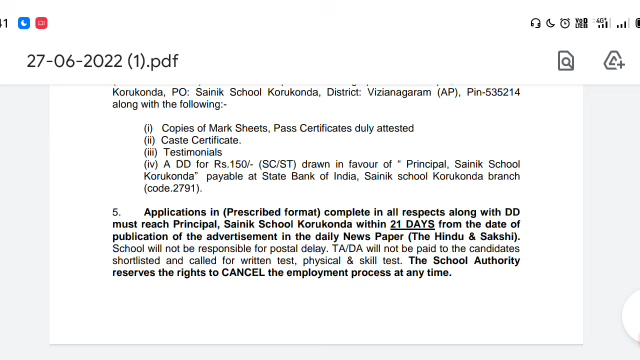 41
VoD
LTEB
4G
27-06-2022 (1).pdf
Korukonda, PO: Sainik School Korukonda, District: Vizianagaram (AP), Pin-535214
along with the following:-
(i) Copies of Mark Sheets, Pass Certificates duly attested
(ii) Caste Certificate.
(iii) Testimonials
(iv) A DD for Rs.150/- (SC/ST) drawn in favour of “ Principal, Sainik School
Korukonda” payable at State Bank of India, Sainik school Korukonda branch
(code.2791).
5. Applications in (Prescribed format) complete in all respects along with DD
must reach Principal, Sainik School Korukonda within 21 DAYS from the date of
publication of the advertisement in the daily News Paper (The Hindu & Sakshi).
School will not be responsible for postal delay. TA/DA will not be paid to the candidates
shortlisted and called for written test, physical & skill test. The School Authority
reserves the rights to CANCEL the employment process at any time.